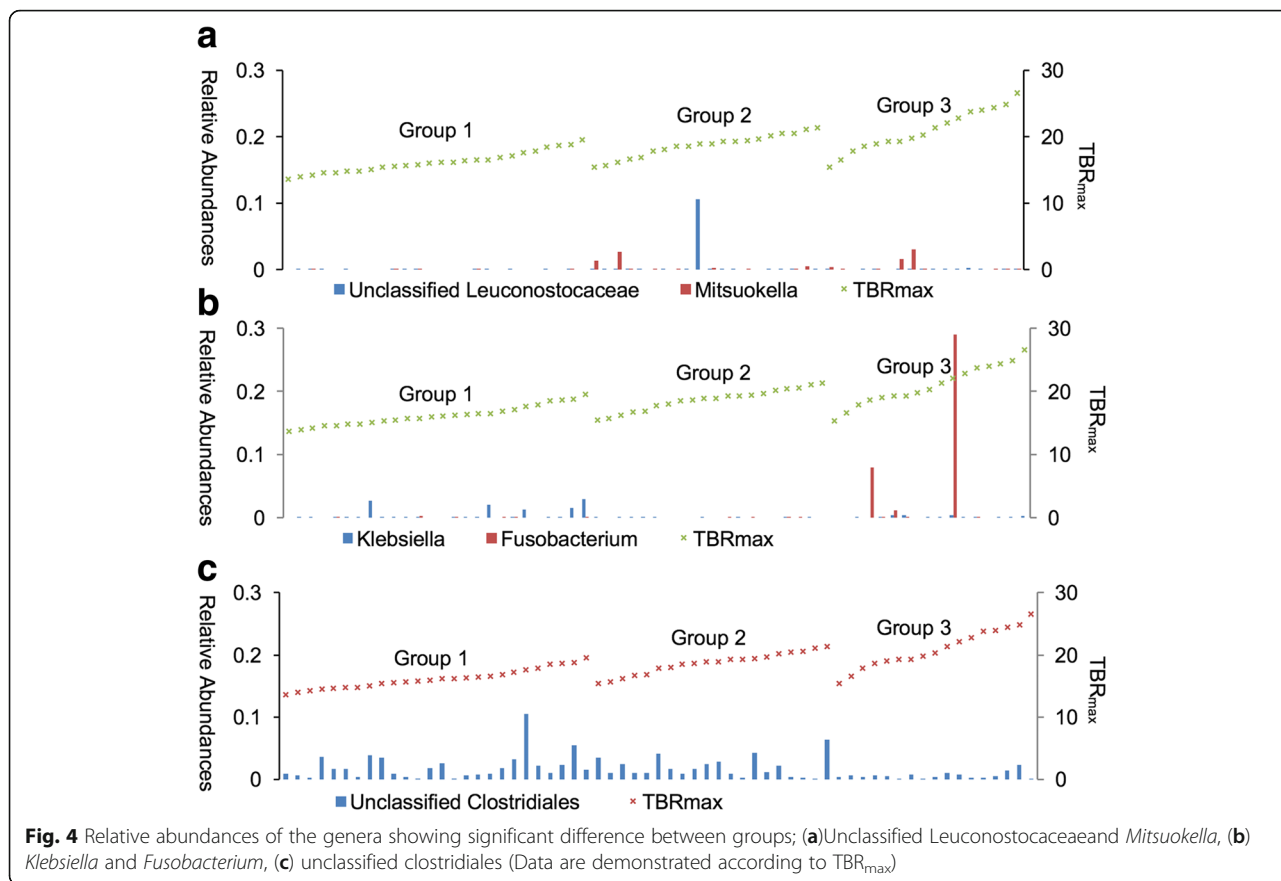 a
Relative Abundances
0.3
0.2
0.1
0
30
20
10
0
TBRmax
Group 1
Group 2
Group 3
Unclassified Leuconostocaceae
Mitsuokella
TBRmax
b
Relative Abundances
0.3
0.2
0.1
0
30
20
10
0
TBRmax
Group 1
Group 2
Group 3
Klebsiella
Fusobacterium
TBRmax
c
Relative Abundances
0.3
0.2
0.1
0
30
20
10
0
TBRmax
Group 1
Group 2
Group 3
Unclassified Clostridiales
TBRmax
Fig. 4 Relative abundances of the genera showing significant difference between groups; (a)Unclassified Leuconostocaceaeand Mitsuokella, (b)
Klebsiella and Fusobacterium, (c) unclassified clostridiales (Data are demonstrated according to TBRmax)